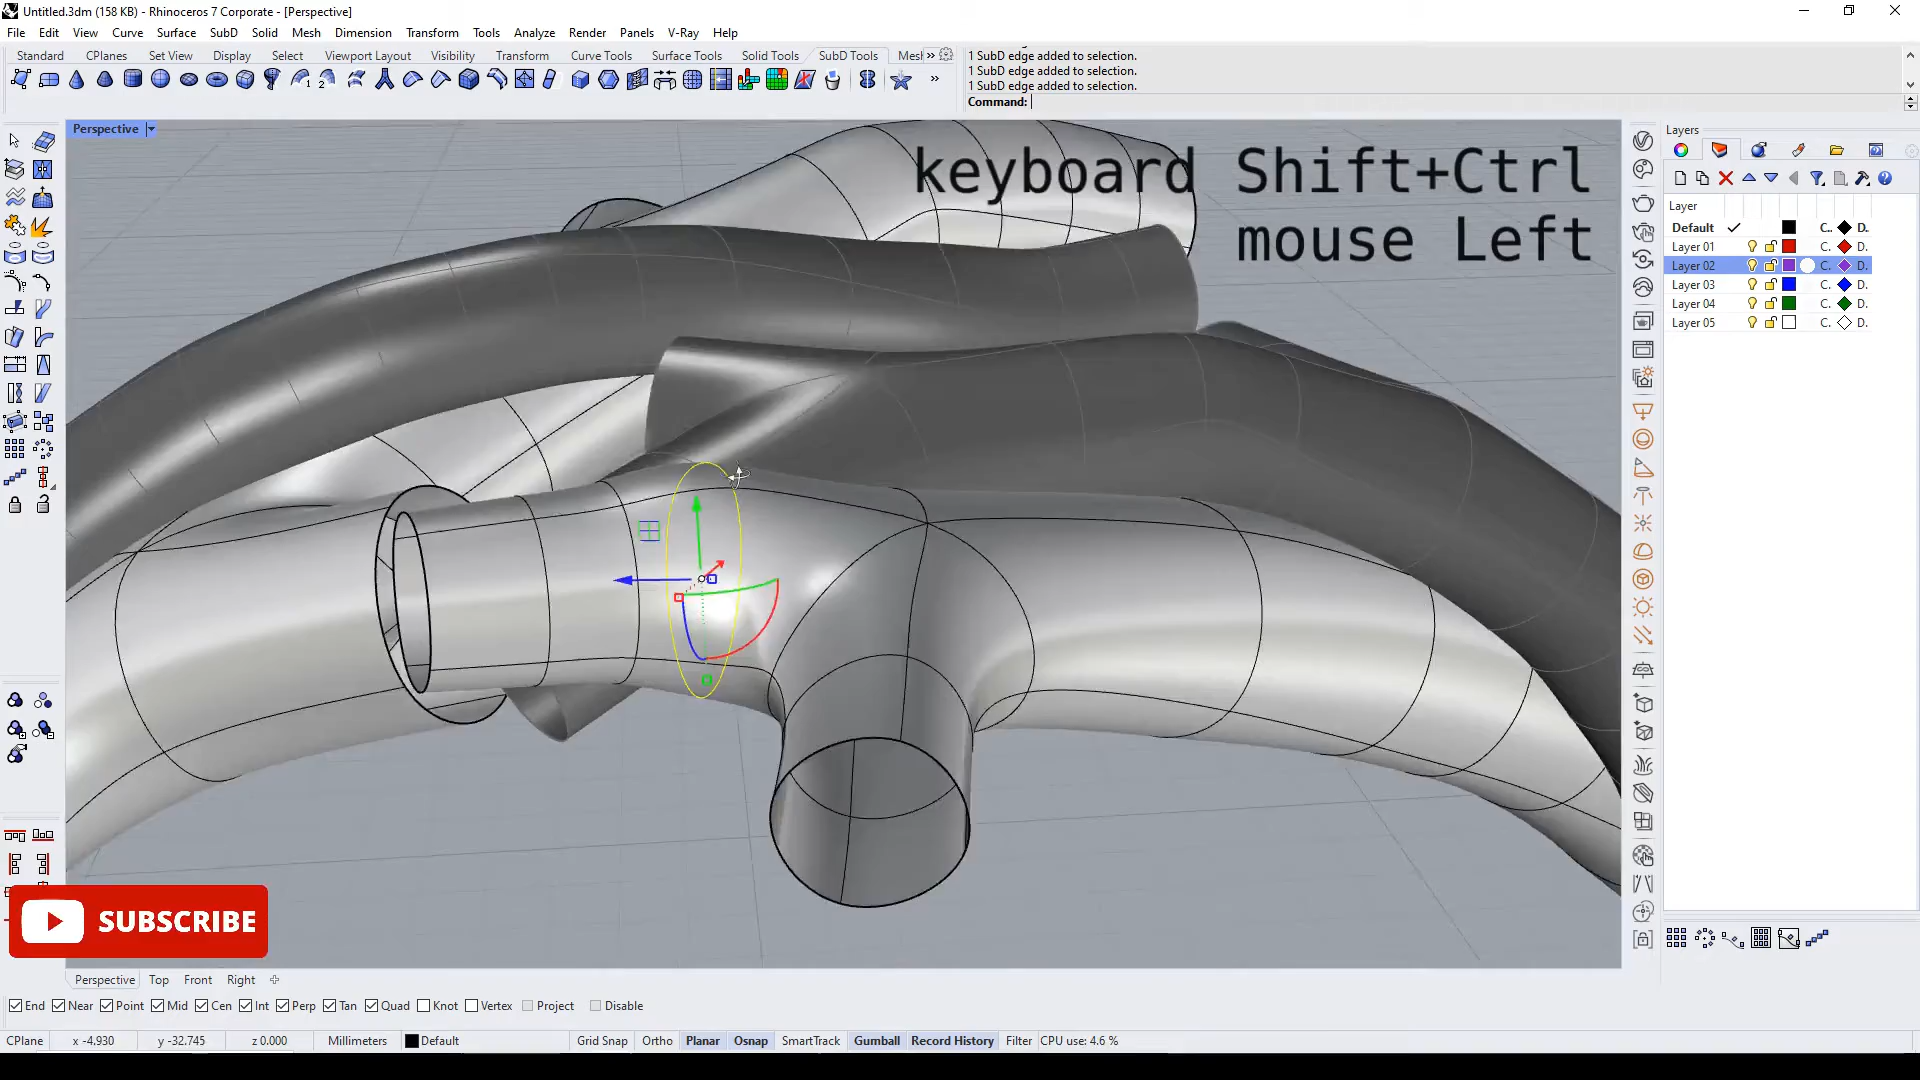 Untitled.3dm (158 KB) - Rhinoceros 7 Corporate - [Perspective]
File Edit View Curve Surface SubD Solid Mesh Dimension Transform Tools Analyze Render Panels V-Ray Help
Standard CPlanes Set View Display Select Viewport Layout Visibility Transform Curve Tools Surface Tools Solid Tools SubD Tools Mesh »
1 SubD edge added to selection.
1 SubD edge added to selection.
1 SubD edge added to selection.
Command:
Perspective
keyboard Shift+Ctrl
mouse Left
Layers
Layer
Default C.. D.
Layer 01 C. D.
Layer 02 C. D.
Layer 03 C. D.
Layer 04 C. D.
Layer 05 C. D.
SUBSCRIBE
Perspective Top Front Right
End Near Point Mid Cen Int Perp Tan Quad Knot Vertex Project Disable
CPlane x -4.930 y -32.745 z 0.000 Millimeters Default Grid Snap Ortho Planar Osnap SmartTrack Gumball Record History Filter CPU use: 4.6 %